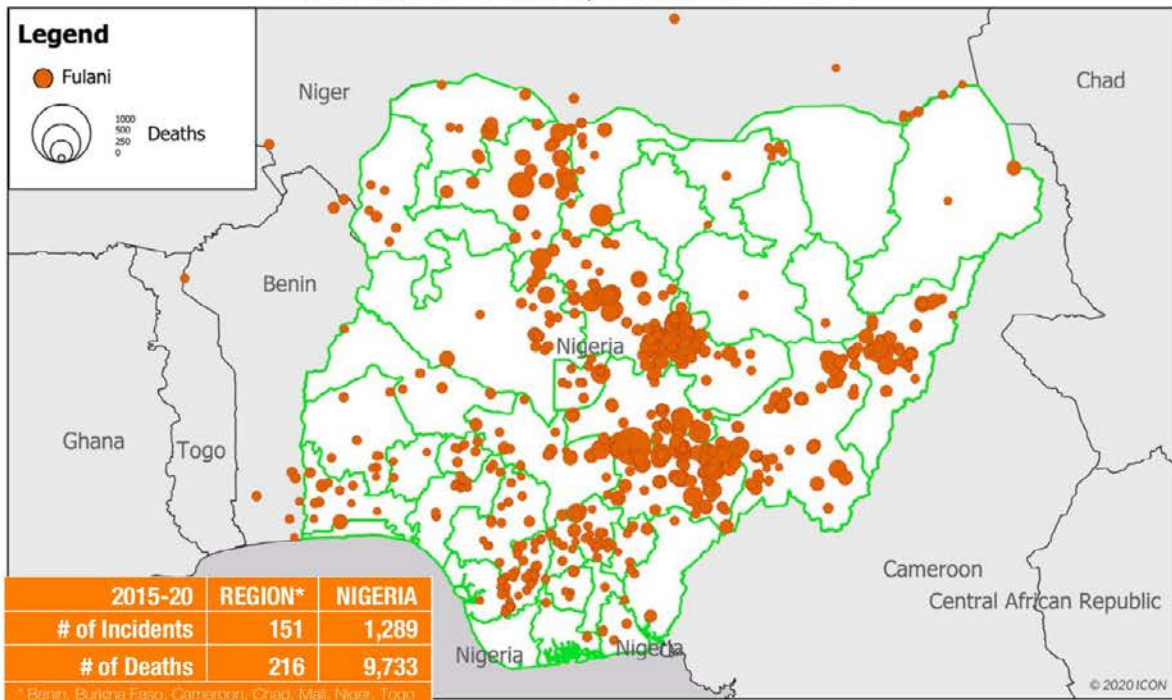 Legend
Fulani
1000
500
250
0
Deaths
Niger
Chad
Benin
Nigeria
Ghana
Togo
Cameroon
Central African Republic
Nigeria
Nigeria
2015-20 REGION* NIGERIA
# of Incidents 151 1,289
# of Deaths 216 9,733
* Benin, Burkina Faso, Cameroon, Chad, Mali, Niger, Togo
© 2020 ICON